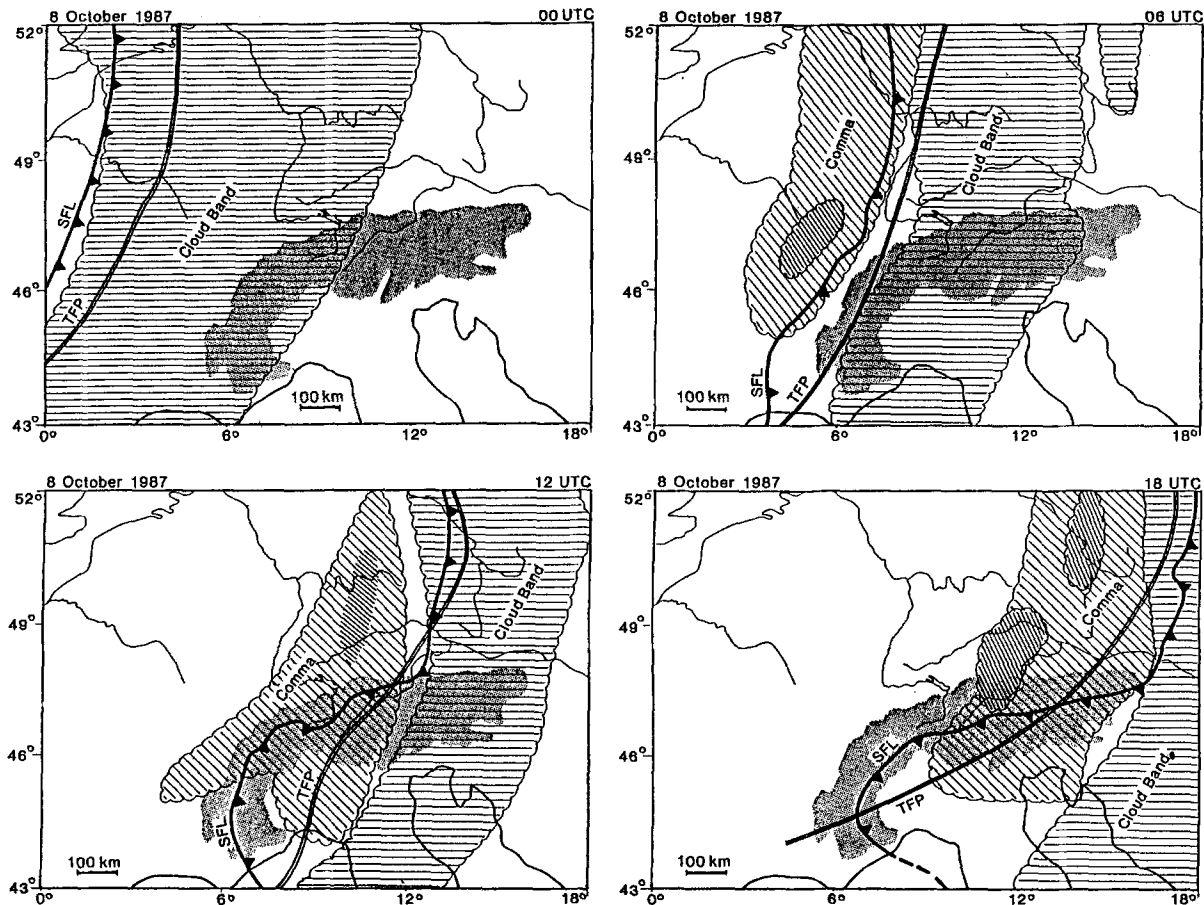 8 October 1987 00 UTC
52°
49°
46°
43°
0° 6° 12° 18°
SFL
TFP
Cloud Band
100 km
8 October 1987 06 UTC
52°
49°
46°
43°
0° 6° 12° 18°
Comma
Cloud Band
SFL
TFP
100 km
8 October 1987 12 UTC
52°
49°
46°
43°
0° 6° 12° 18°
Comma
Cloud Band
SFL
TFP
100 km
8 October 1987 18 UTC
52°
49°
46°
43°
0° 6° 12° 18°
Comma
SFL
TFP
Cloud Band
100 km